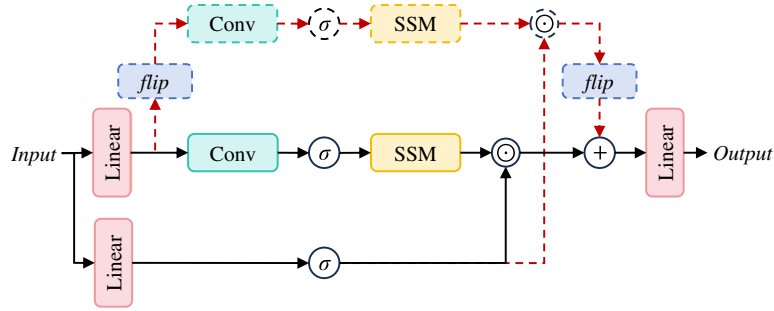 Conv
σ
SSM
flip
flip
Input
Linear
Conv
σ
SSM
+
Linear
Output
Linear
σ